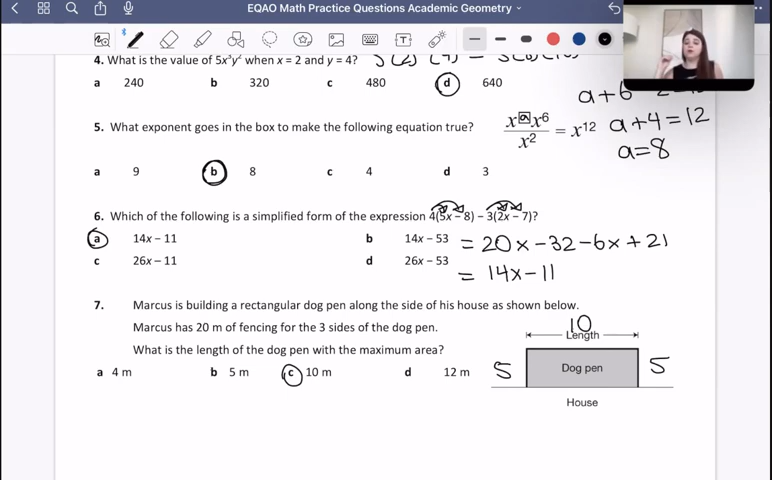 EQAO Math Practice Questions Academic Geometry
4. What is the value of 5x³y² when x = 2 and y = 4?
a 240 b 320 c 480 d 640
a+6
5. What exponent goes in the box to make the following equation true? x^a x⁶ / x² = x¹² a+4=12
a=8
a 9 b 8 c 4 d 3
6. Which of the following is a simplified form of the expression 4(5x – 8) – 3(2x – 7)?
a 14x – 11 b 14x – 53 = 20x-32-6x+21
c 26x – 11 d 26x – 53 = 14x-11
7. Marcus is building a rectangular dog pen along the side of his house as shown below.
Marcus has 20 m of fencing for the 3 sides of the dog pen.
What is the length of the dog pen with the maximum area?
a 4 m b 5 m c 10 m d 12 m
10
Length
5 Dog pen 5
House